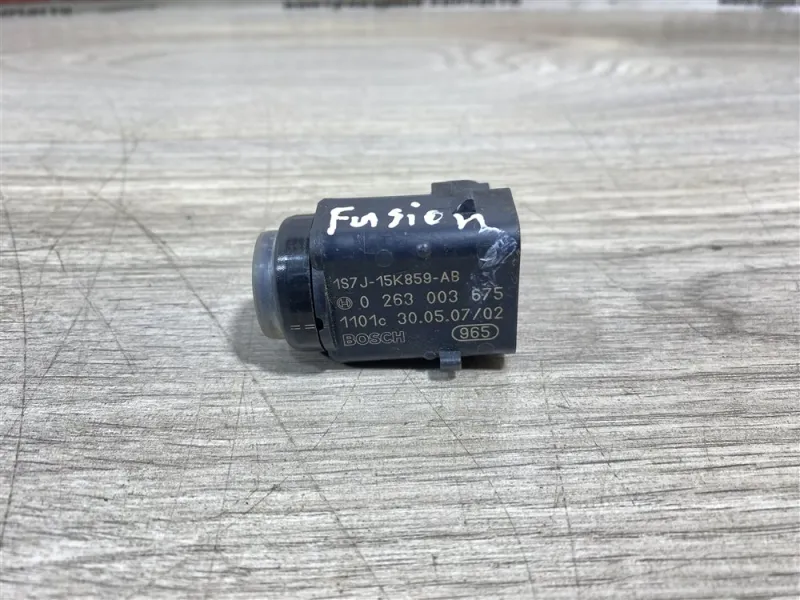 Fusion
1S7J-15K859-AB
0 263 003 675
1101c 30.05.07/02
BOSCH 965